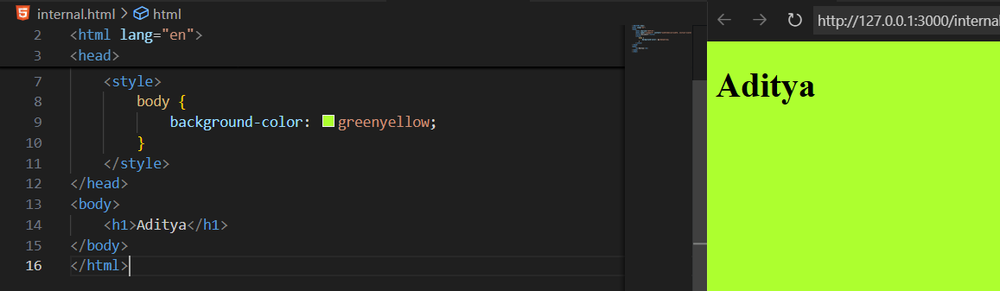 internal.html > html
2 <html lang="en">
3 <head>
7 <style>
8 body {
9 background-color: greenyellow;
10 }
11 </style>
12 </head>
13 <body>
14 <h1>Aditya</h1>
15 </body>
16 </html>
http://127.0.0.1:3000/internal
Aditya